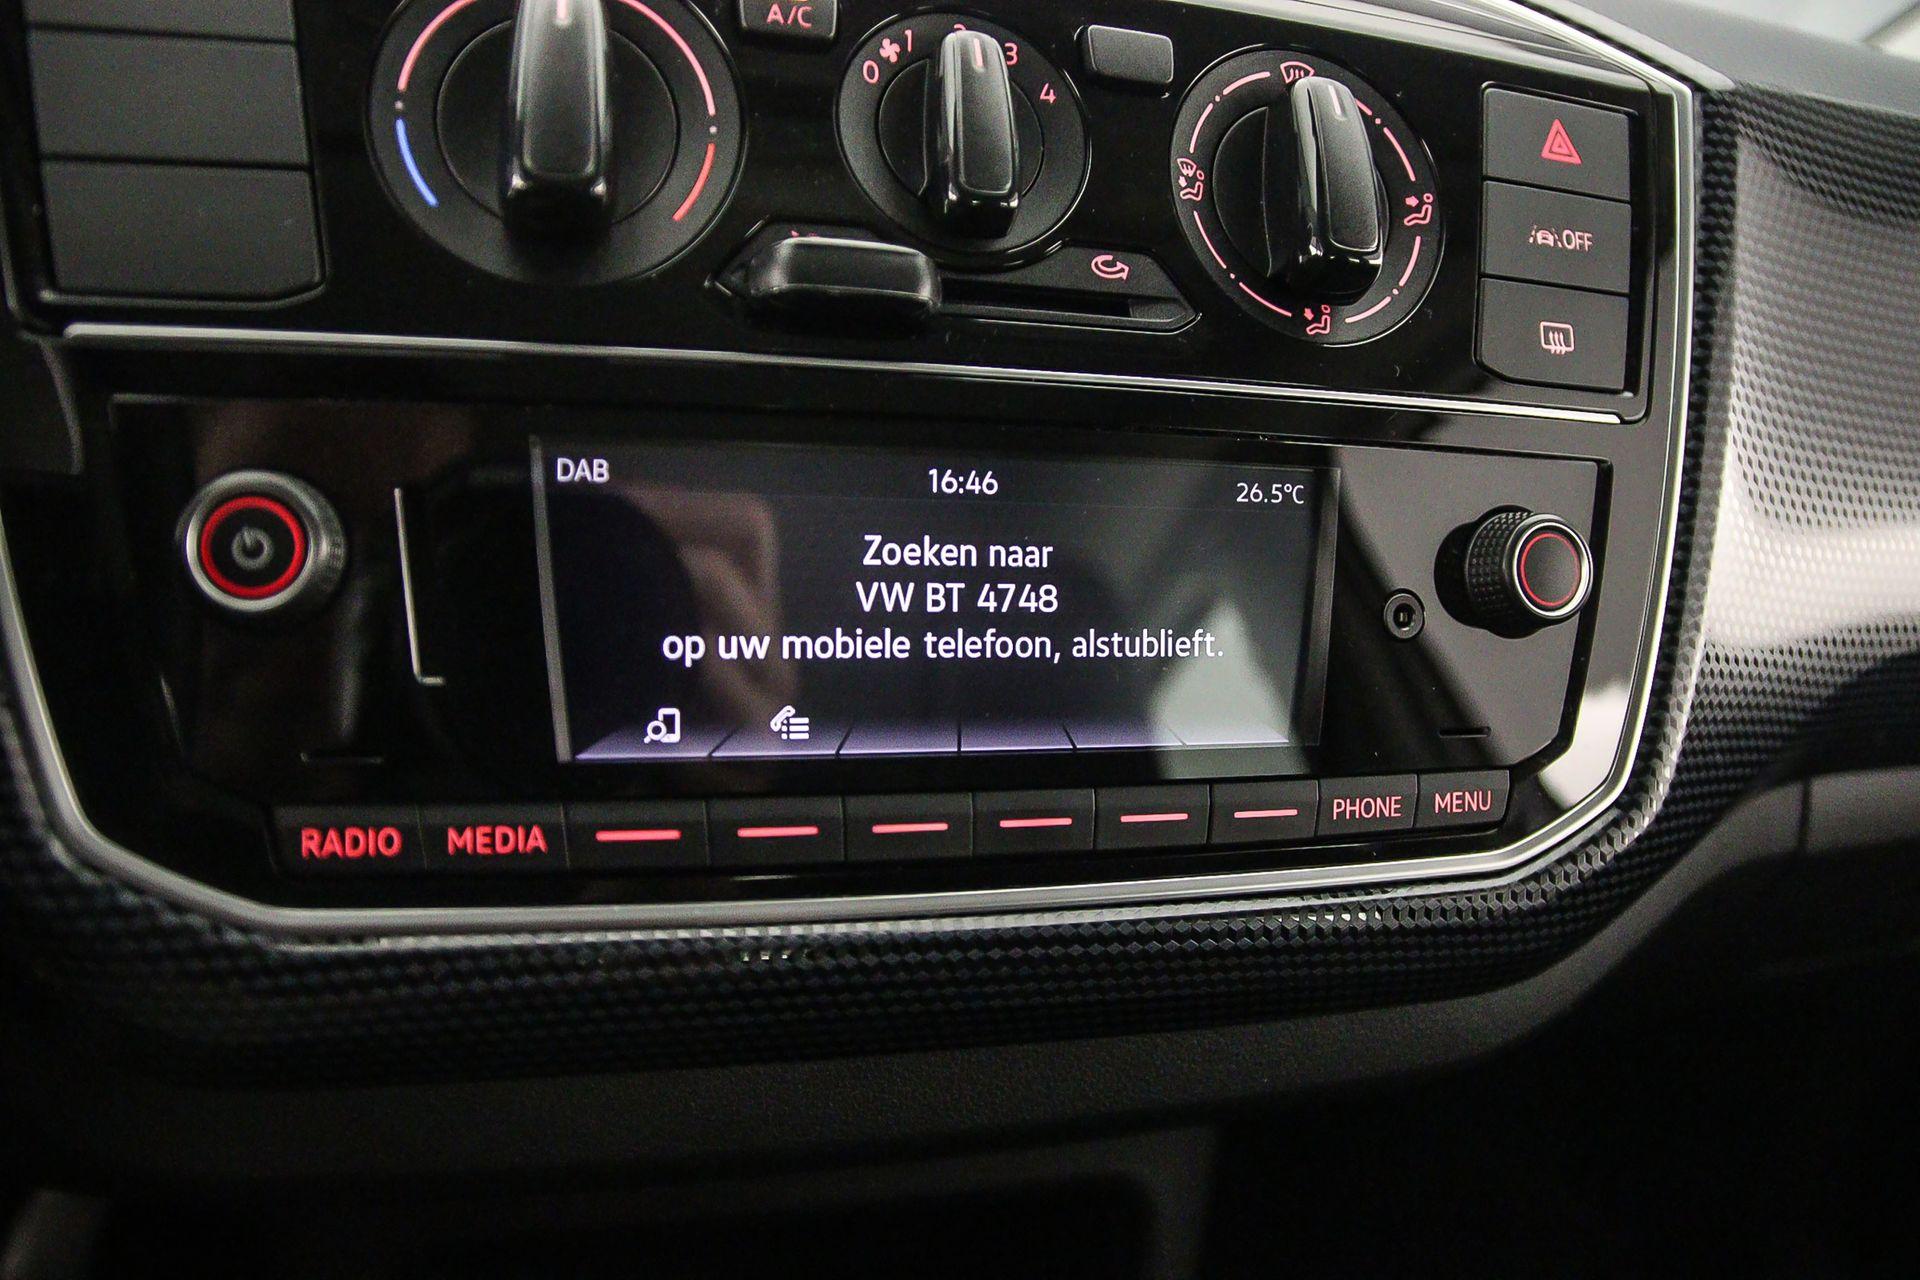 A/C
0 1 2 3 4
OFF
DAB 16:46 26.5°C
Zoeken naar
VW BT 4748
op uw mobiele telefoon, alstublieft.
RADIO MEDIA PHONE MENU